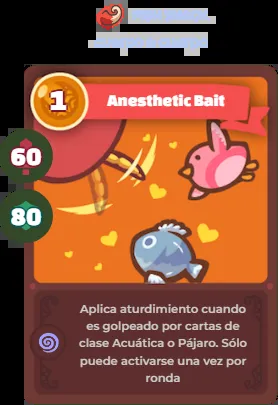 1
Anesthetic Bait
60
80
Aplica aturdimiento cuando
es golpeado por cartas de
clase Acuática o Pájaro. Sólo
puede activarse una vez por
ronda